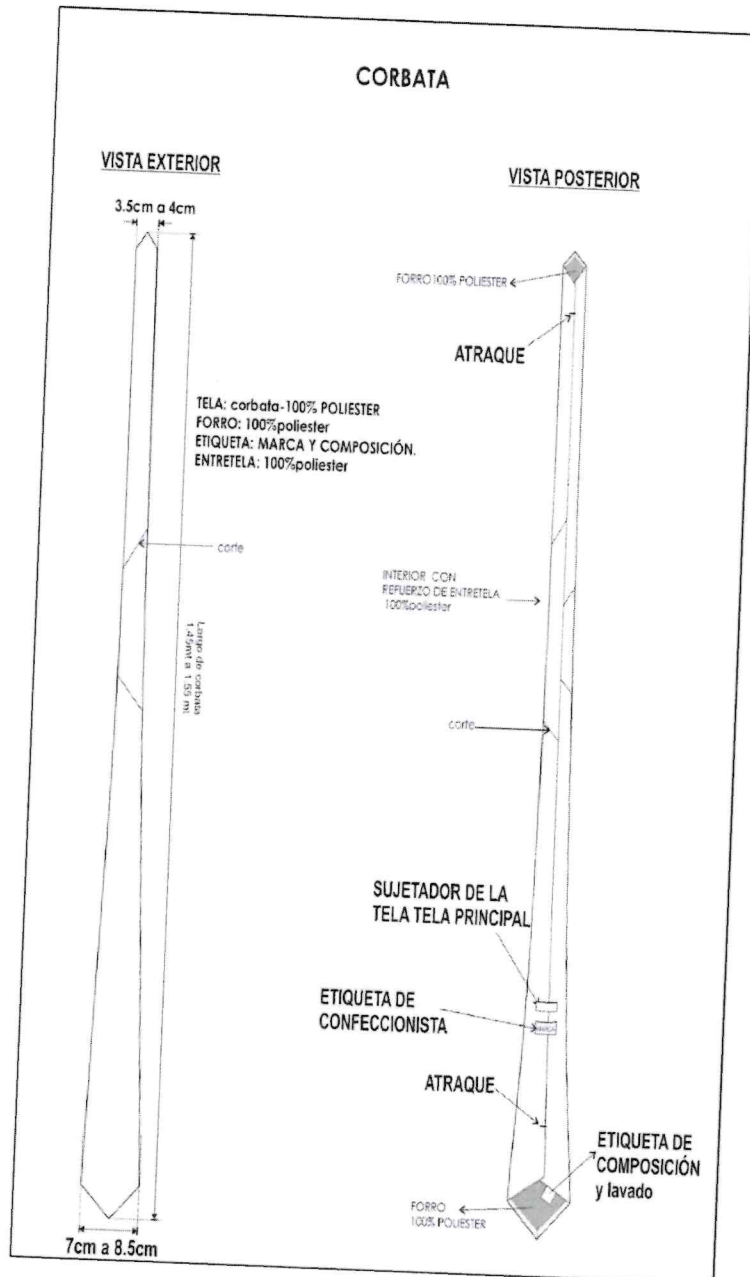 CORBATA
VISTA EXTERIOR
3.5cm a 4cm
TELA: corbata-100% POLIESTER
FORRO: 100%poliester
ETIQUETA: MARCA Y COMPOSICIÓN.
ENTRETELA: 100%poliester
corte
Largo de corbata
1.45mt a 1.55 mt
7cm a 8.5cm
VISTA POSTERIOR
FORRO 100% POLIESTER
ATRAQUE
INTERIOR CON
REFUERZO DE ENTRETELA
100%poliester
corte
SUJETADOR DE LA
TELA TELA PRINCIPAL
ETIQUETA DE
CONFECCIONISTA
MARCA
ATRAQUE
ETIQUETA DE
COMPOSICIÓN
y lavado
FORRO
100% POLIESTER